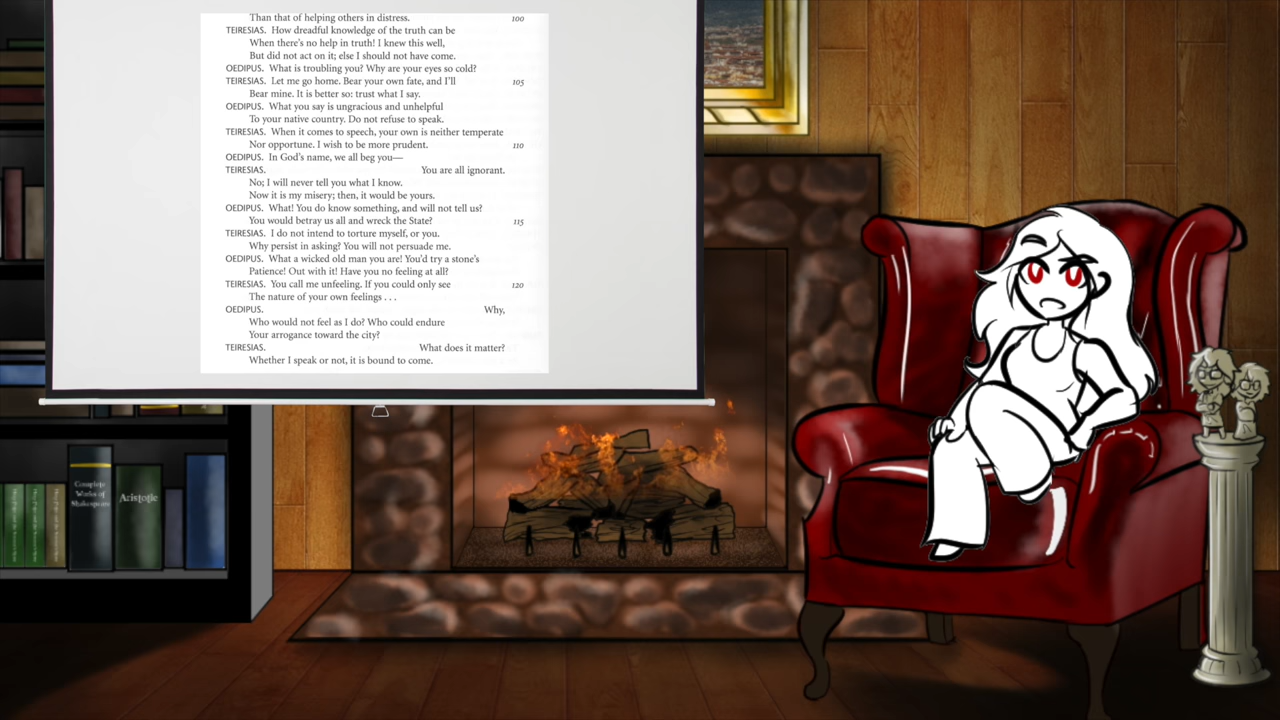 Than that of helping others in distress. 100
TEIRESIAS. How dreadful knowledge of the truth can be
When there's no help in truth! I knew this well,
But did not act on it; else I should not have come.
OEDIPUS. What is troubling you? Why are your eyes so cold?
TEIRESIAS. Let me go home. Bear your own fate, and I'll 105
Bear mine. It is better so: trust what I say.
OEDIPUS. What you say is ungracious and unhelpful
To your native country. Do not refuse to speak.
TEIRESIAS. When it comes to speech, your own is neither temperate
Nor opportune. I wish to be more prudent. 110
OEDIPUS. In God's name, we all beg you—
TEIRESIAS. You are all ignorant.
No; I will never tell you what I know.
Now it is my misery; then, it would be yours.
OEDIPUS. What! You do know something, and will not tell us?
You would betray us all and wreck the State? 115
TEIRESIAS. I do not intend to torture myself, or you.
Why persist in asking? You will not persuade me.
OEDIPUS. What a wicked old man you are! You'd try a stone's
Patience! Out with it! Have you no feeling at all?
TEIRESIAS. You call me unfeeling. If you could only see 120
The nature of your own feelings . . .
OEDIPUS. Why,
Who would not feel as I do? Who could endure
Your arrogance toward the city?
TEIRESIAS. What does it matter?
Whether I speak or not, it is bound to come.
Complete
Works of
Shakespeare
Aristotle